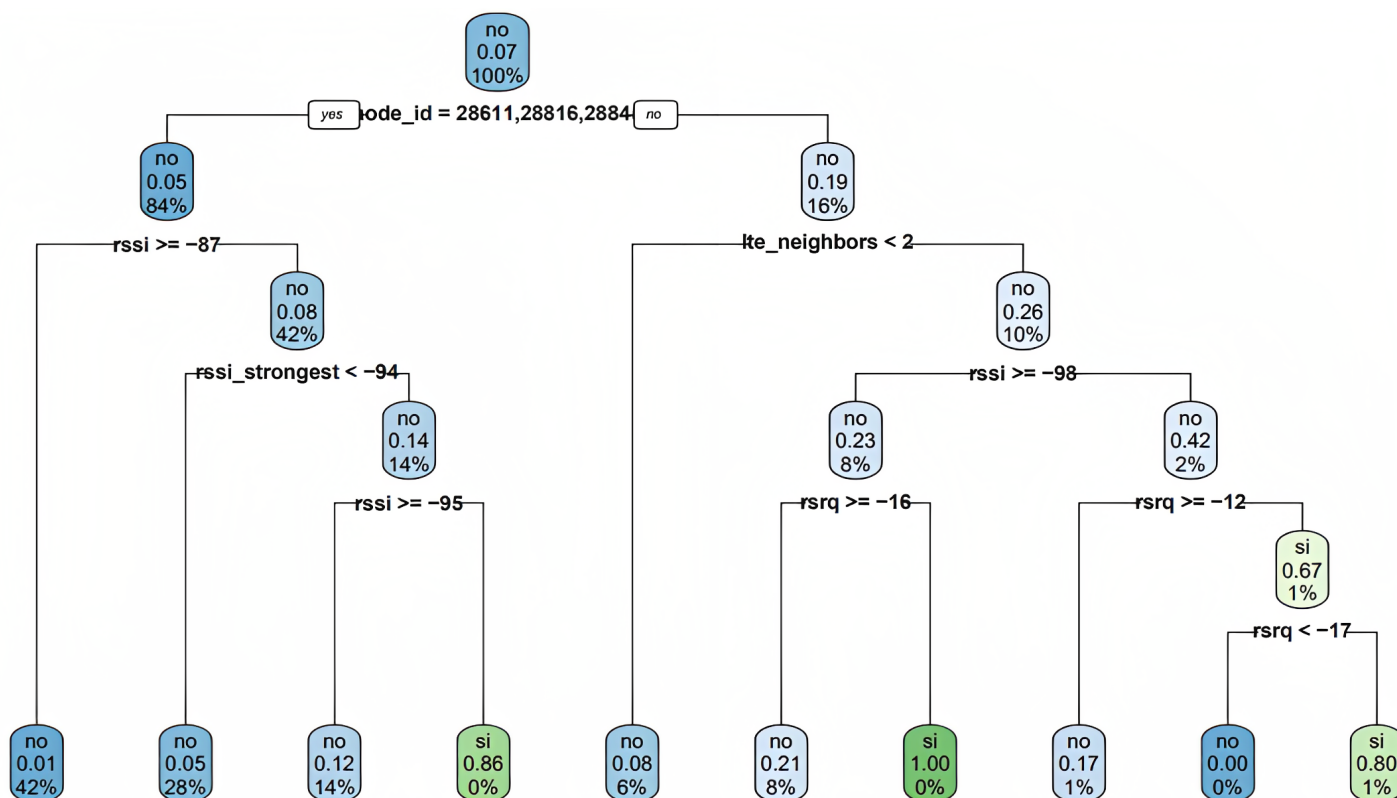 no
0.07
100%
yes
ode_id = 28611,28816,2884
no
no
0.05
84%
no
0.19
16%
rssi >= −87
lte_neighbors < 2
no
0.08
42%
no
0.26
10%
rssi_strongest < −94
rssi >= −98
no
0.14
14%
no
0.23
8%
no
0.42
2%
rssi >= −95
rsrq >= −16
rsrq >= −12
si
0.67
1%
rsrq < −17
no
0.01
42%
no
0.05
28%
no
0.12
14%
si
0.86
0%
no
0.08
6%
no
0.21
8%
si
1.00
0%
no
0.17
1%
no
0.00
0%
si
0.80
1%